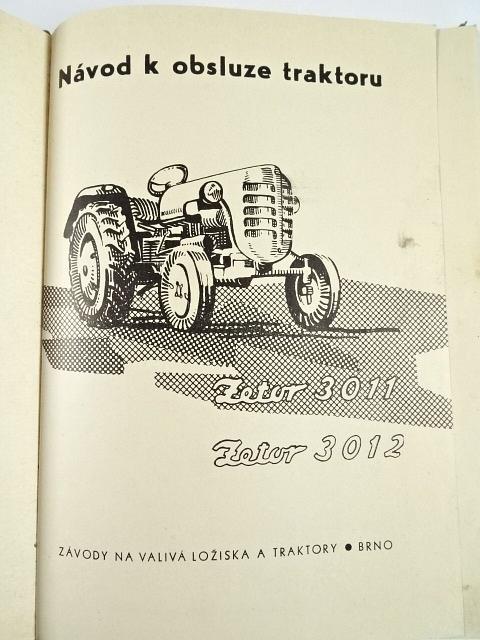 Návod k obsluze traktoru
Zetor 3011
Zetor 3012
ZÁVODY NA VALIVÁ LOŽISKA A TRAKTORY ● BRNO